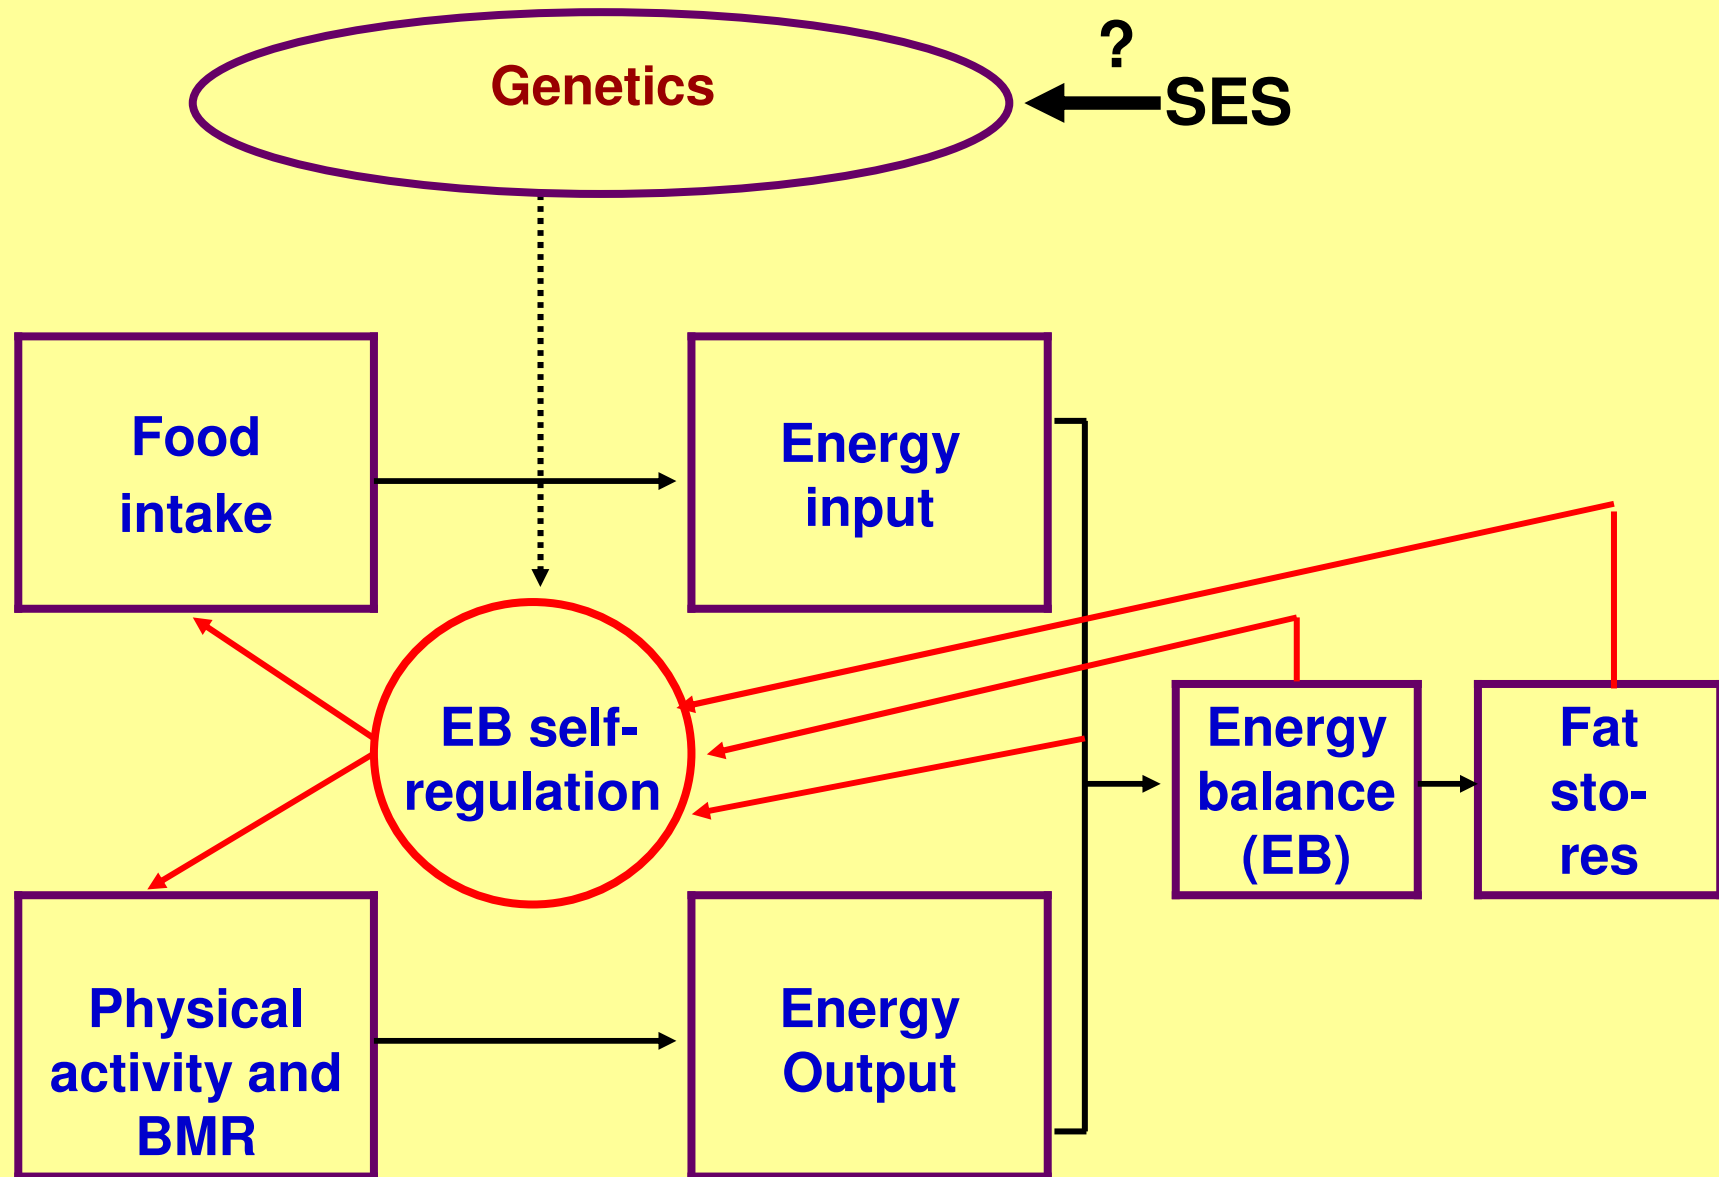 ?
Genetics
SES
Food
intake
Energy
input
EB self-
regulation
Energy
balance
(EB)
Fat
sto-
res
Physical
activity and
BMR
Energy
Output